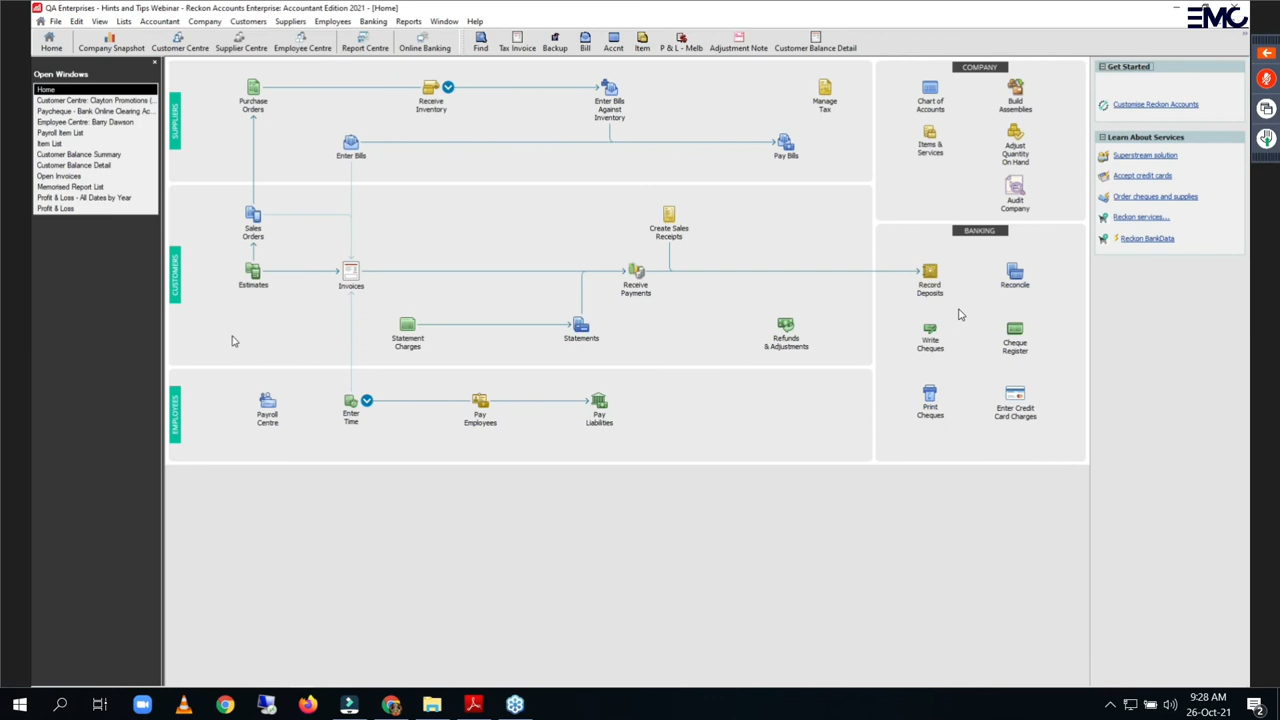 QA Enterprises - Hints and Tips Webinar - Reckon Accounts Enterprise: Accountant Edition 2021 - [Home]
EMC
File Edit View Lists Accountant Company Customers Suppliers Employees Banking Reports Window Help
Home Company Snapshot Customer Centre Supplier Centre Employee Centre Report Centre Online Banking Find Tax Invoice Backup Bill Accnt Item P & L - Melb Adjustment Note Customer Balance Detail
Open Windows
Home
Customer Centre: Clayton Promotions (...
Paycheque - Bank Online Clearing Ac...
Employee Centre: Barry Dawson
Payroll Item List
Item List
Customer Balance Summary
Customer Balance Detail
Open Invoices
Memorised Report List
Profit & Loss - All Dates by Year
Profit & Loss
SUPPLIERS
Purchase
Orders
Receive
Inventory
Enter Bills
Against
Inventory
Manage
Tax
Enter Bills
Pay Bills
CUSTOMERS
Sales
Orders
Create Sales
Receipts
Estimates
Invoices
Receive
Payments
Statement
Charges
Statements
Refunds
& Adjustments
EMPLOYEES
Payroll
Centre
Enter
Time
Pay
Employees
Pay
Liabilities
COMPANY
Chart of
Accounts
Build
Assemblies
Items &
Services
Adjust
Quantity
On Hand
Audit
Company
BANKING
Record
Deposits
Reconcile
Write
Cheques
Cheque
Register
Print
Cheques
Enter Credit
Card Charges
Get Started
Customise Reckon Accounts
Learn About Services
Superstream solution
Accept credit cards
Order cheques and supplies
Reckon services...
Reckon BankData
9:28 AM
26-Oct-21
2